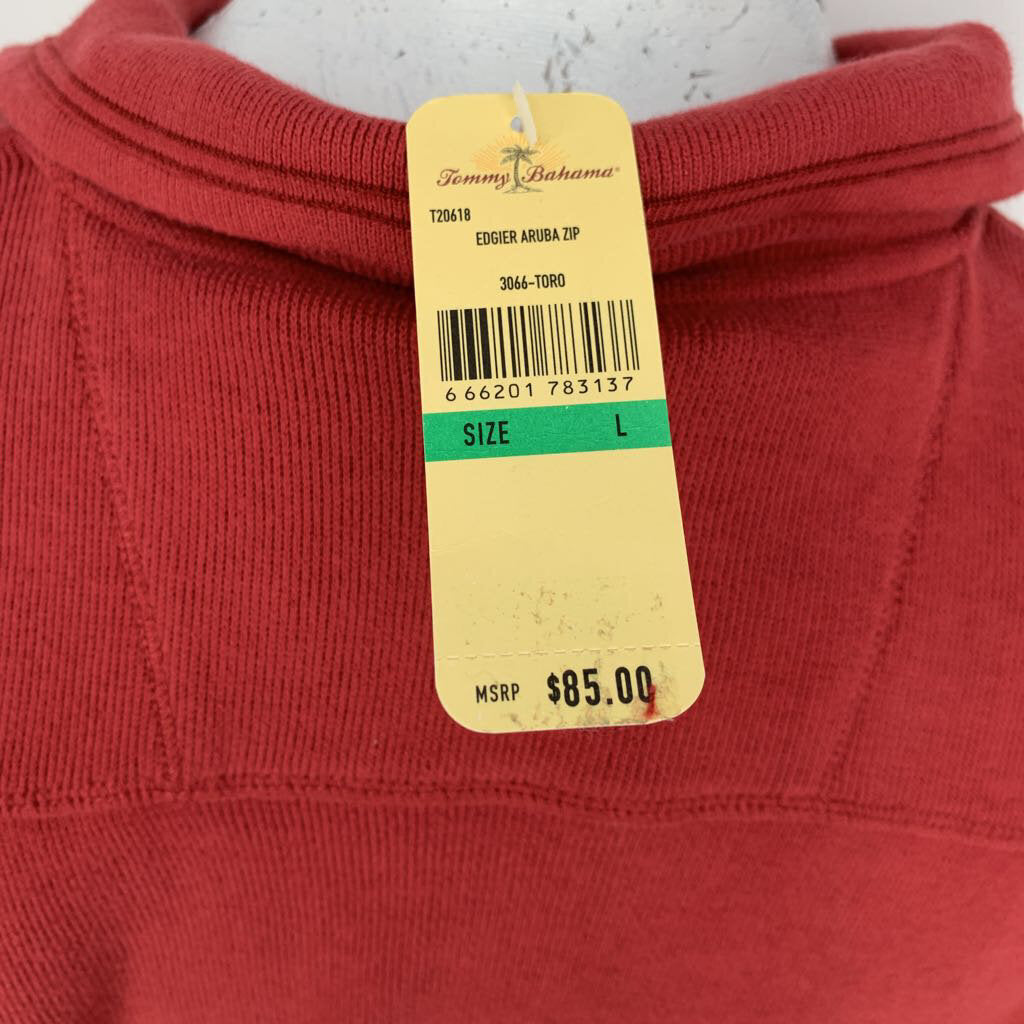 Tommy Bahama®
T20618
EDGIER ARUBA ZIP
3066-TORO
6 66201 783137
SIZE L
MSRP $85.00